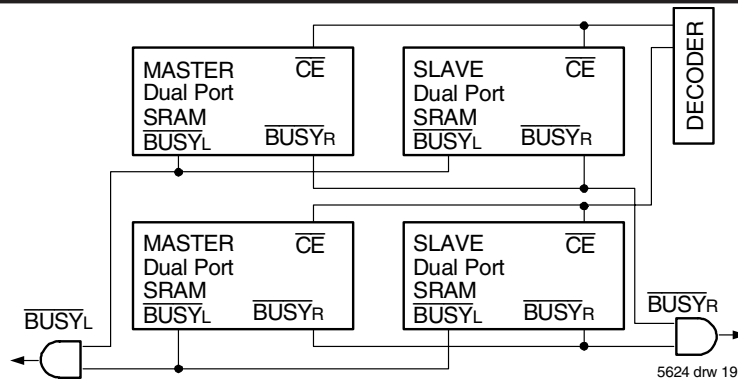 MASTER CE
Dual Port
SRAM
BUSYL BUSYR
SLAVE CE
Dual Port
SRAM
BUSYL BUSYR
DECODER
MASTER CE
Dual Port
SRAM
BUSYL BUSYR
SLAVE CE
Dual Port
SRAM
BUSYL BUSYR
BUSYL
BUSYR
5624 drw 19